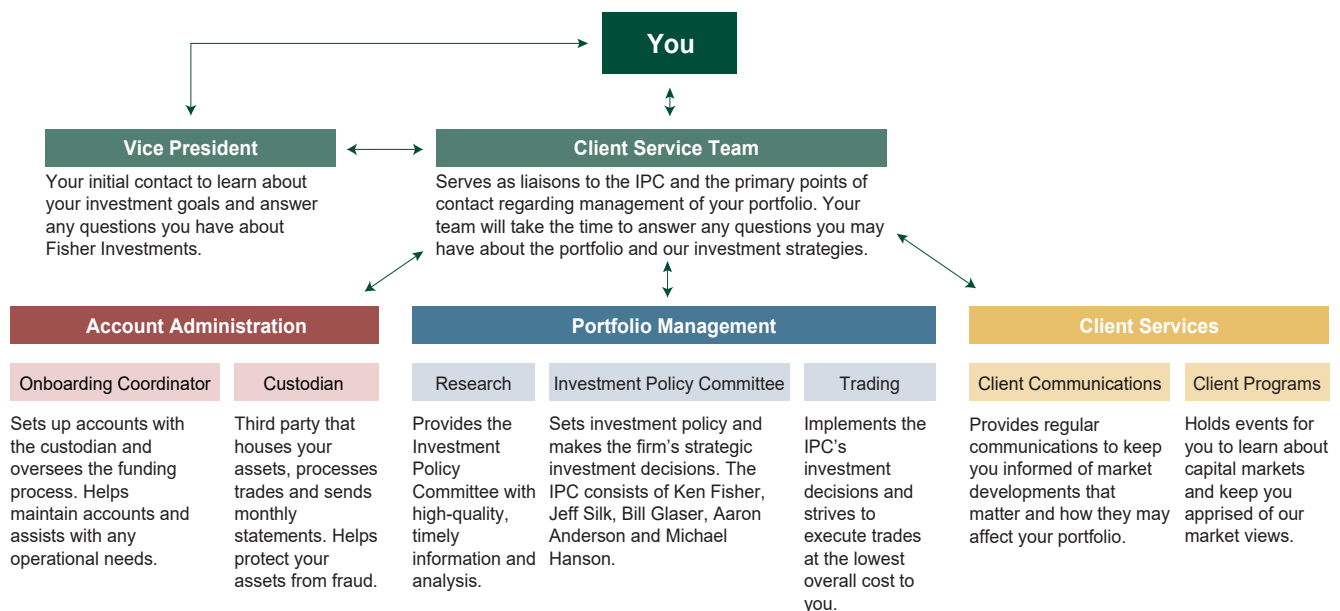 You
Vice President
Your initial contact to learn about
your investment goals and answer
any questions you have about
Fisher Investments.
Client Service Team
Serves as liaisons to the IPC and the primary points of
contact regarding management of your portfolio. Your
team will take the time to answer any questions you may
have about the portfolio and our investment strategies.
Account Administration
Onboarding Coordinator
Sets up accounts with
the custodian and
oversees the funding
process. Helps
maintain accounts and
assists with any
operational needs.
Custodian
Third party that
houses your
assets, processes
trades and sends
monthly
statements. Helps
protect your
assets from fraud.
Portfolio Management
Research
Provides the
Investment
Policy
Committee with
high-quality,
timely
information and
analysis.
Investment Policy Committee
Sets investment policy and
makes the firm’s strategic
investment decisions. The
IPC consists of Ken Fisher,
Jeff Silk, Bill Glaser, Aaron
Anderson and Michael
Hanson.
Trading
Implements the
IPC’s
investment
decisions and
strives to
execute trades
at the lowest
overall cost to
you.
Client Services
Client Communications
Provides regular
communications to keep
you informed of market
developments that
matter and how they may
affect your portfolio.
Client Programs
Holds events for
you to learn about
capital markets
and keep you
apprised of our
market views.